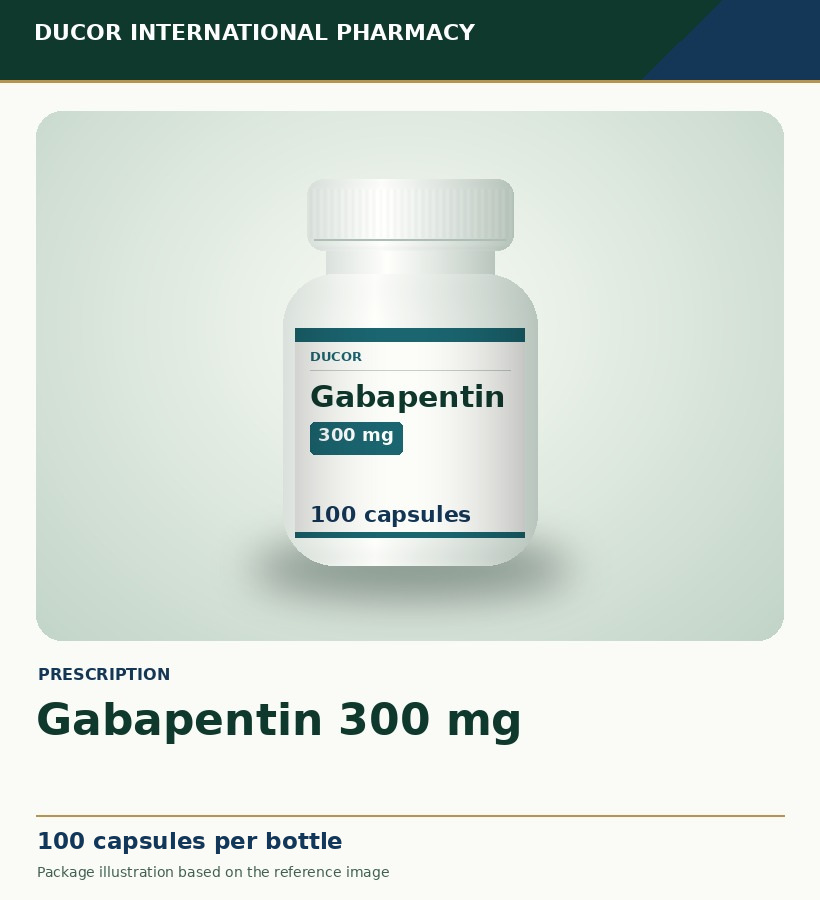 DUCOR INTERNATIONAL PHARMACY
DUCOR
Gabapentin
300 mg
100 capsules
PRESCRIPTION
Gabapentin 300 mg
100 capsules per bottle
Package illustration based on the reference image